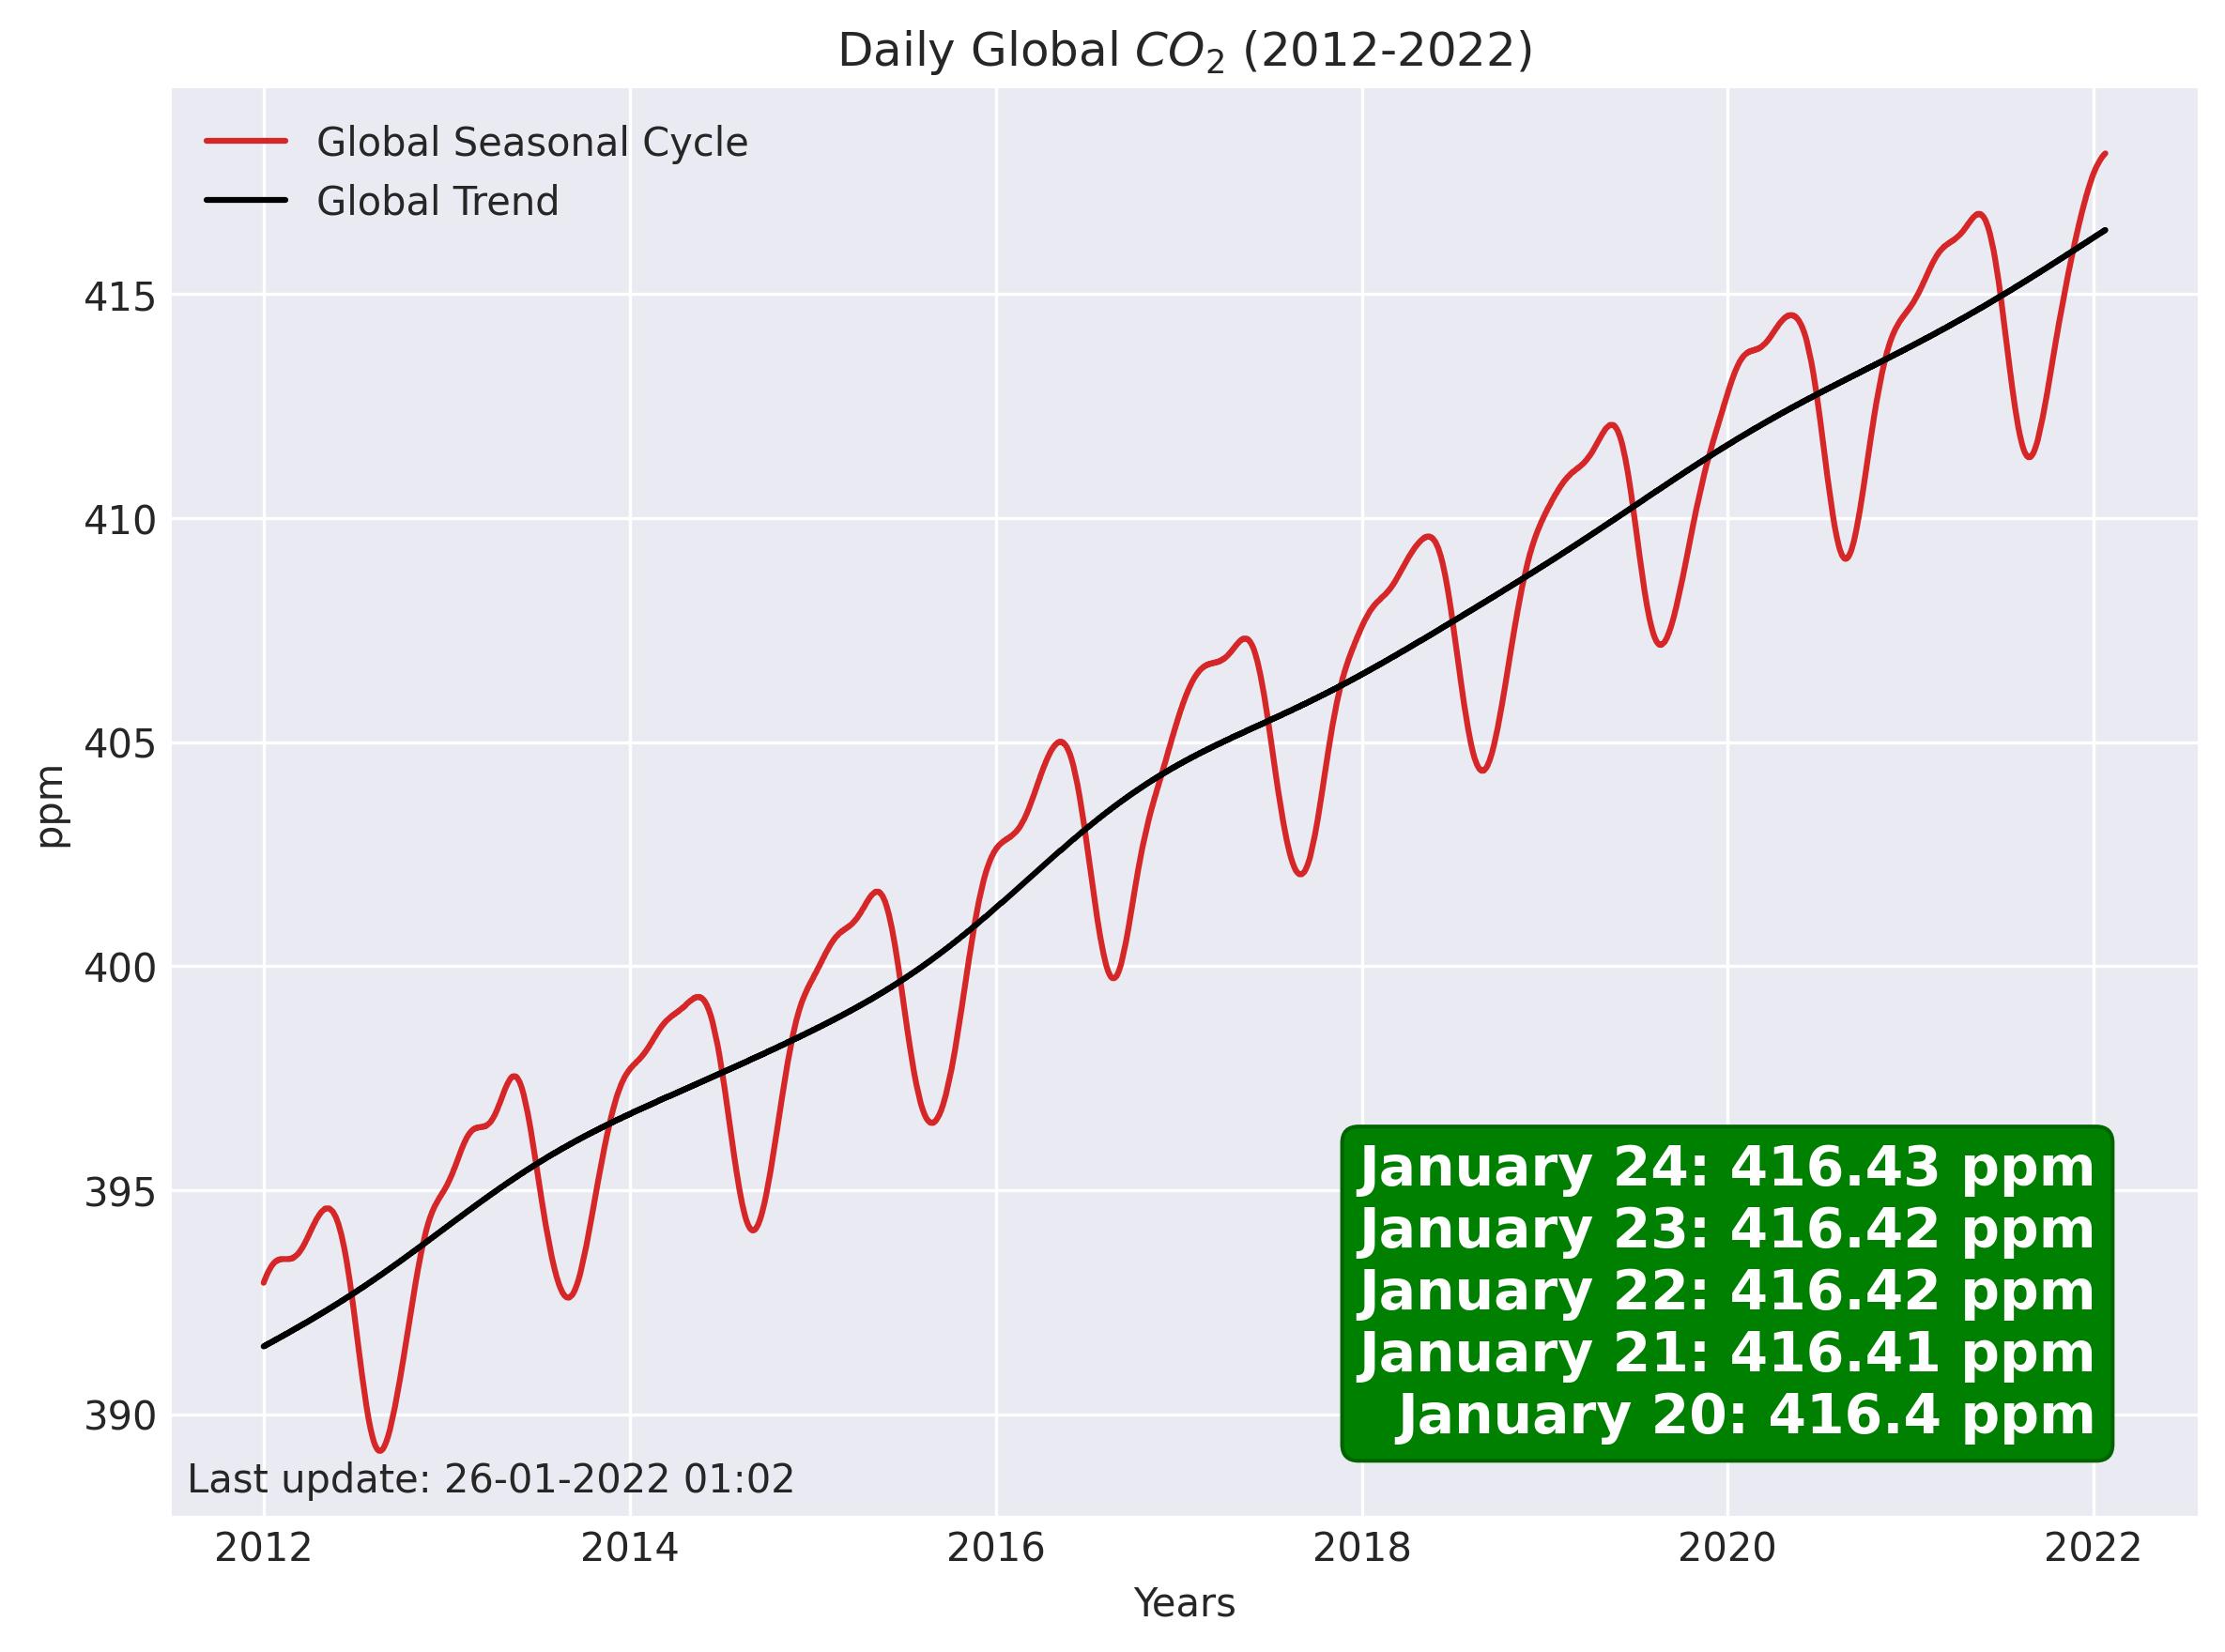 Daily Global CO₂ (2012-2022)
Global Seasonal Cycle
Global Trend
415
410
405
400
395
390
ppm
January 24: 416.43 ppm
January 23: 416.42 ppm
January 22: 416.42 ppm
January 21: 416.41 ppm
January 20: 416.4 ppm
Last update: 26-01-2022 01:02
2012 2014 2016 2018 2020 2022
Years